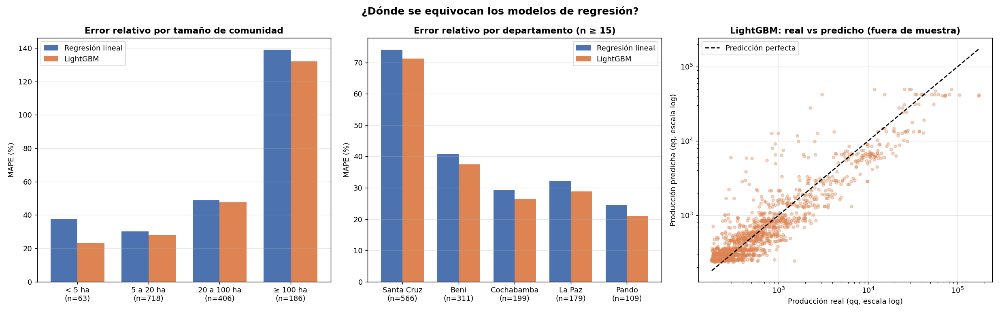 ¿Dónde se equivocan los modelos de regresión?
Error relativo por tamaño de comunidad
Regresión lineal
LightGBM
MAPE (%)
140
120
100
80
60
40
20
0
< 5 ha
(n=63)
5 a 20 ha
(n=718)
20 a 100 ha
(n=406)
≥ 100 ha
(n=186)
Error relativo por departamento (n ≥ 15)
Regresión lineal
LightGBM
MAPE (%)
70
60
50
40
30
20
10
0
Santa Cruz
(n=566)
Beni
(n=311)
Cochabamba
(n=199)
La Paz
(n=179)
Pando
(n=109)
LightGBM: real vs predicho (fuera de muestra)
Predicción perfecta
Producción predicha (qq, escala log)
10⁵
10⁴
10³
10³
10⁴
10⁵
Producción real (qq, escala log)